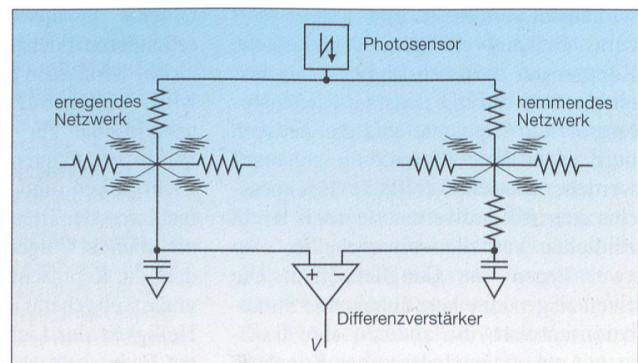 Photosensor
erregendes
Netzwerk
hemmendes
Netzwerk
+ −
Differenzverstärker
V